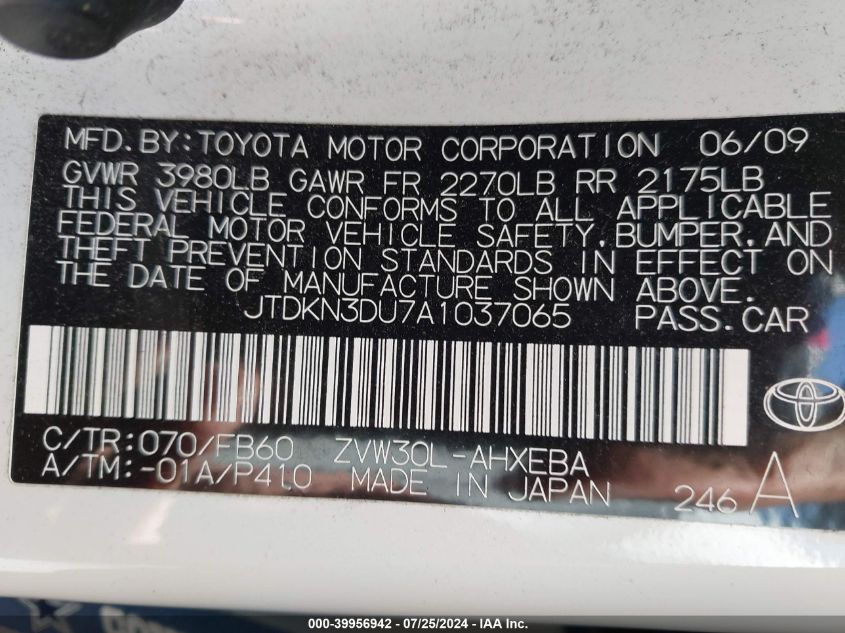 MFD.BY:TOYOTA MOTOR CORPORATION 06/09
GVWR 3980LB GAWR FR 2270LB RR 2175LB
THIS VEHICLE CONFORMS TO ALL APPLICABLE
FEDERAL MOTOR VEHICLE SAFETY,BUMPER,AND
THEFT PREVENTION STANDARDS IN EFFECT ON
THE DATE OF MANUFACTURE SHOWN ABOVE.
JTDKN3DU7A1037065 PASS.CAR
C/TR:070/FB60 ZVW30L-AHXEBA
A/TM:-01A/P410 MADE IN JAPAN 246 A
000-39956942 - 07/25/2024 - IAA Inc.